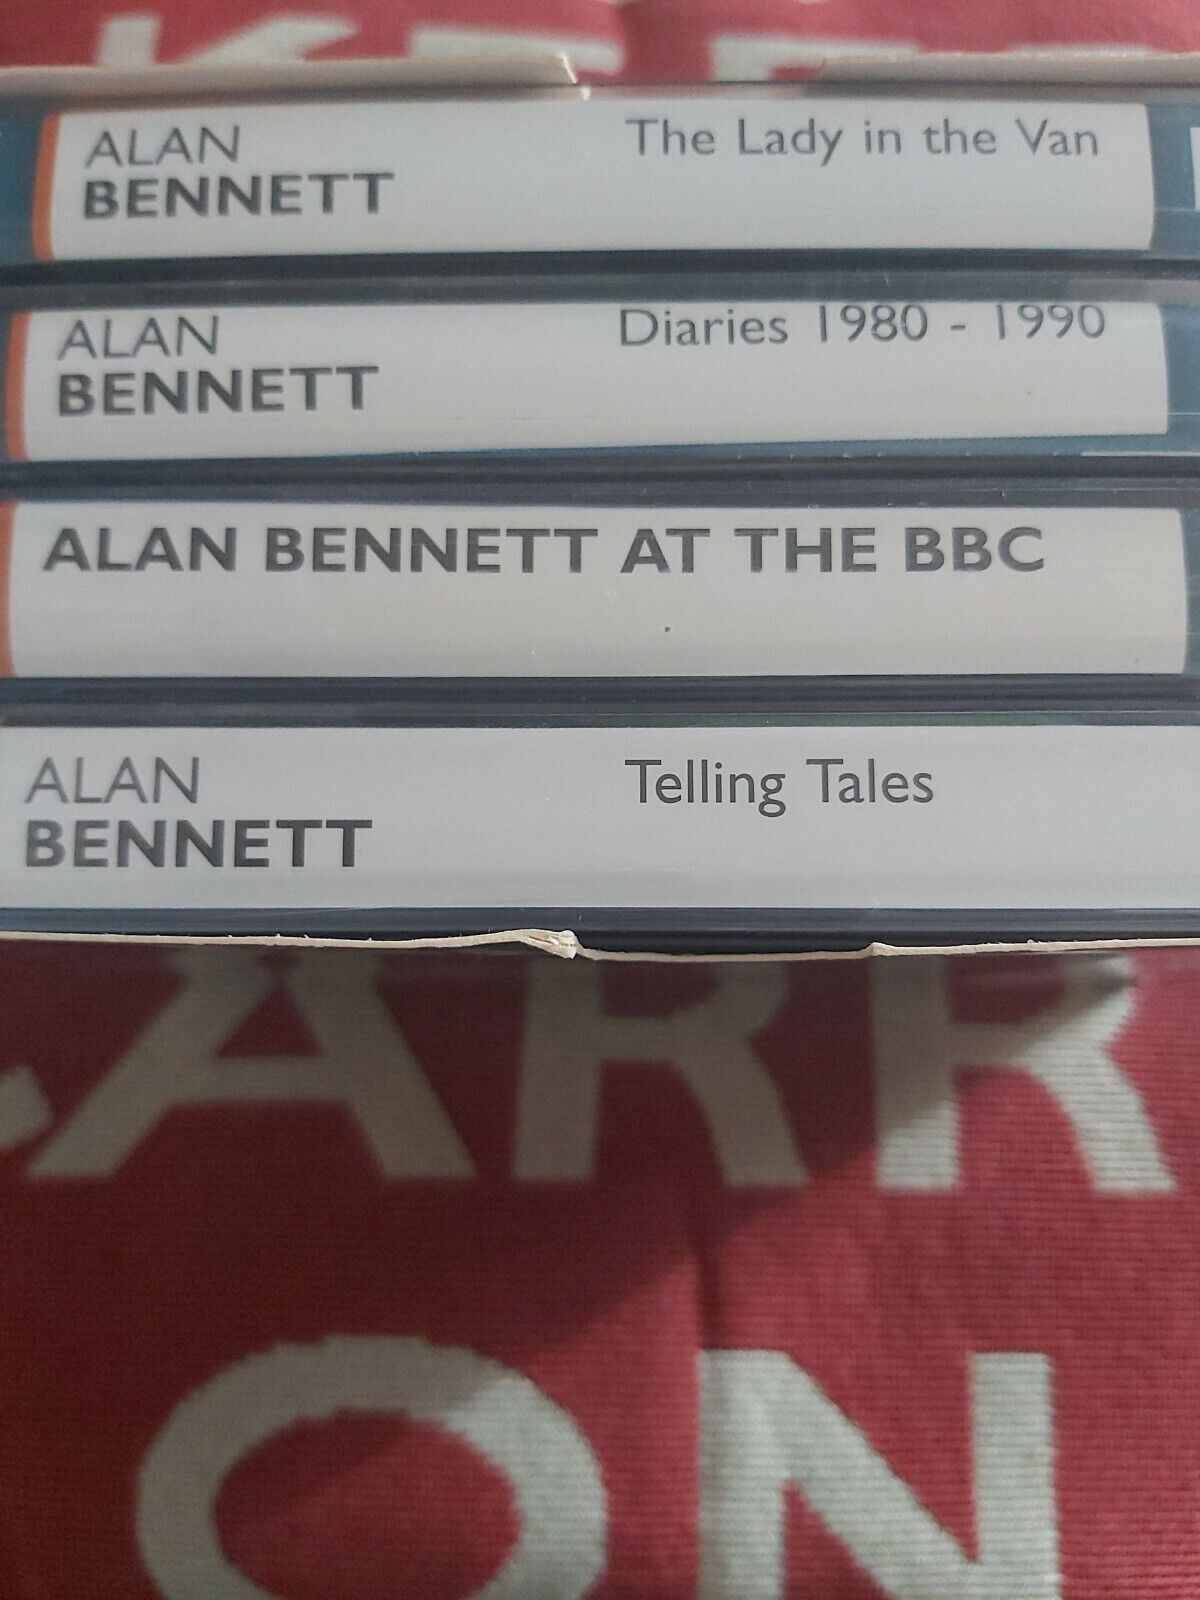 ALAN
BENNETT
The Lady in the Van
ALAN
BENNETT
Diaries 1980 - 1990
ALAN BENNETT AT THE BBC
ALAN
BENNETT
Telling Tales
CARR
ON